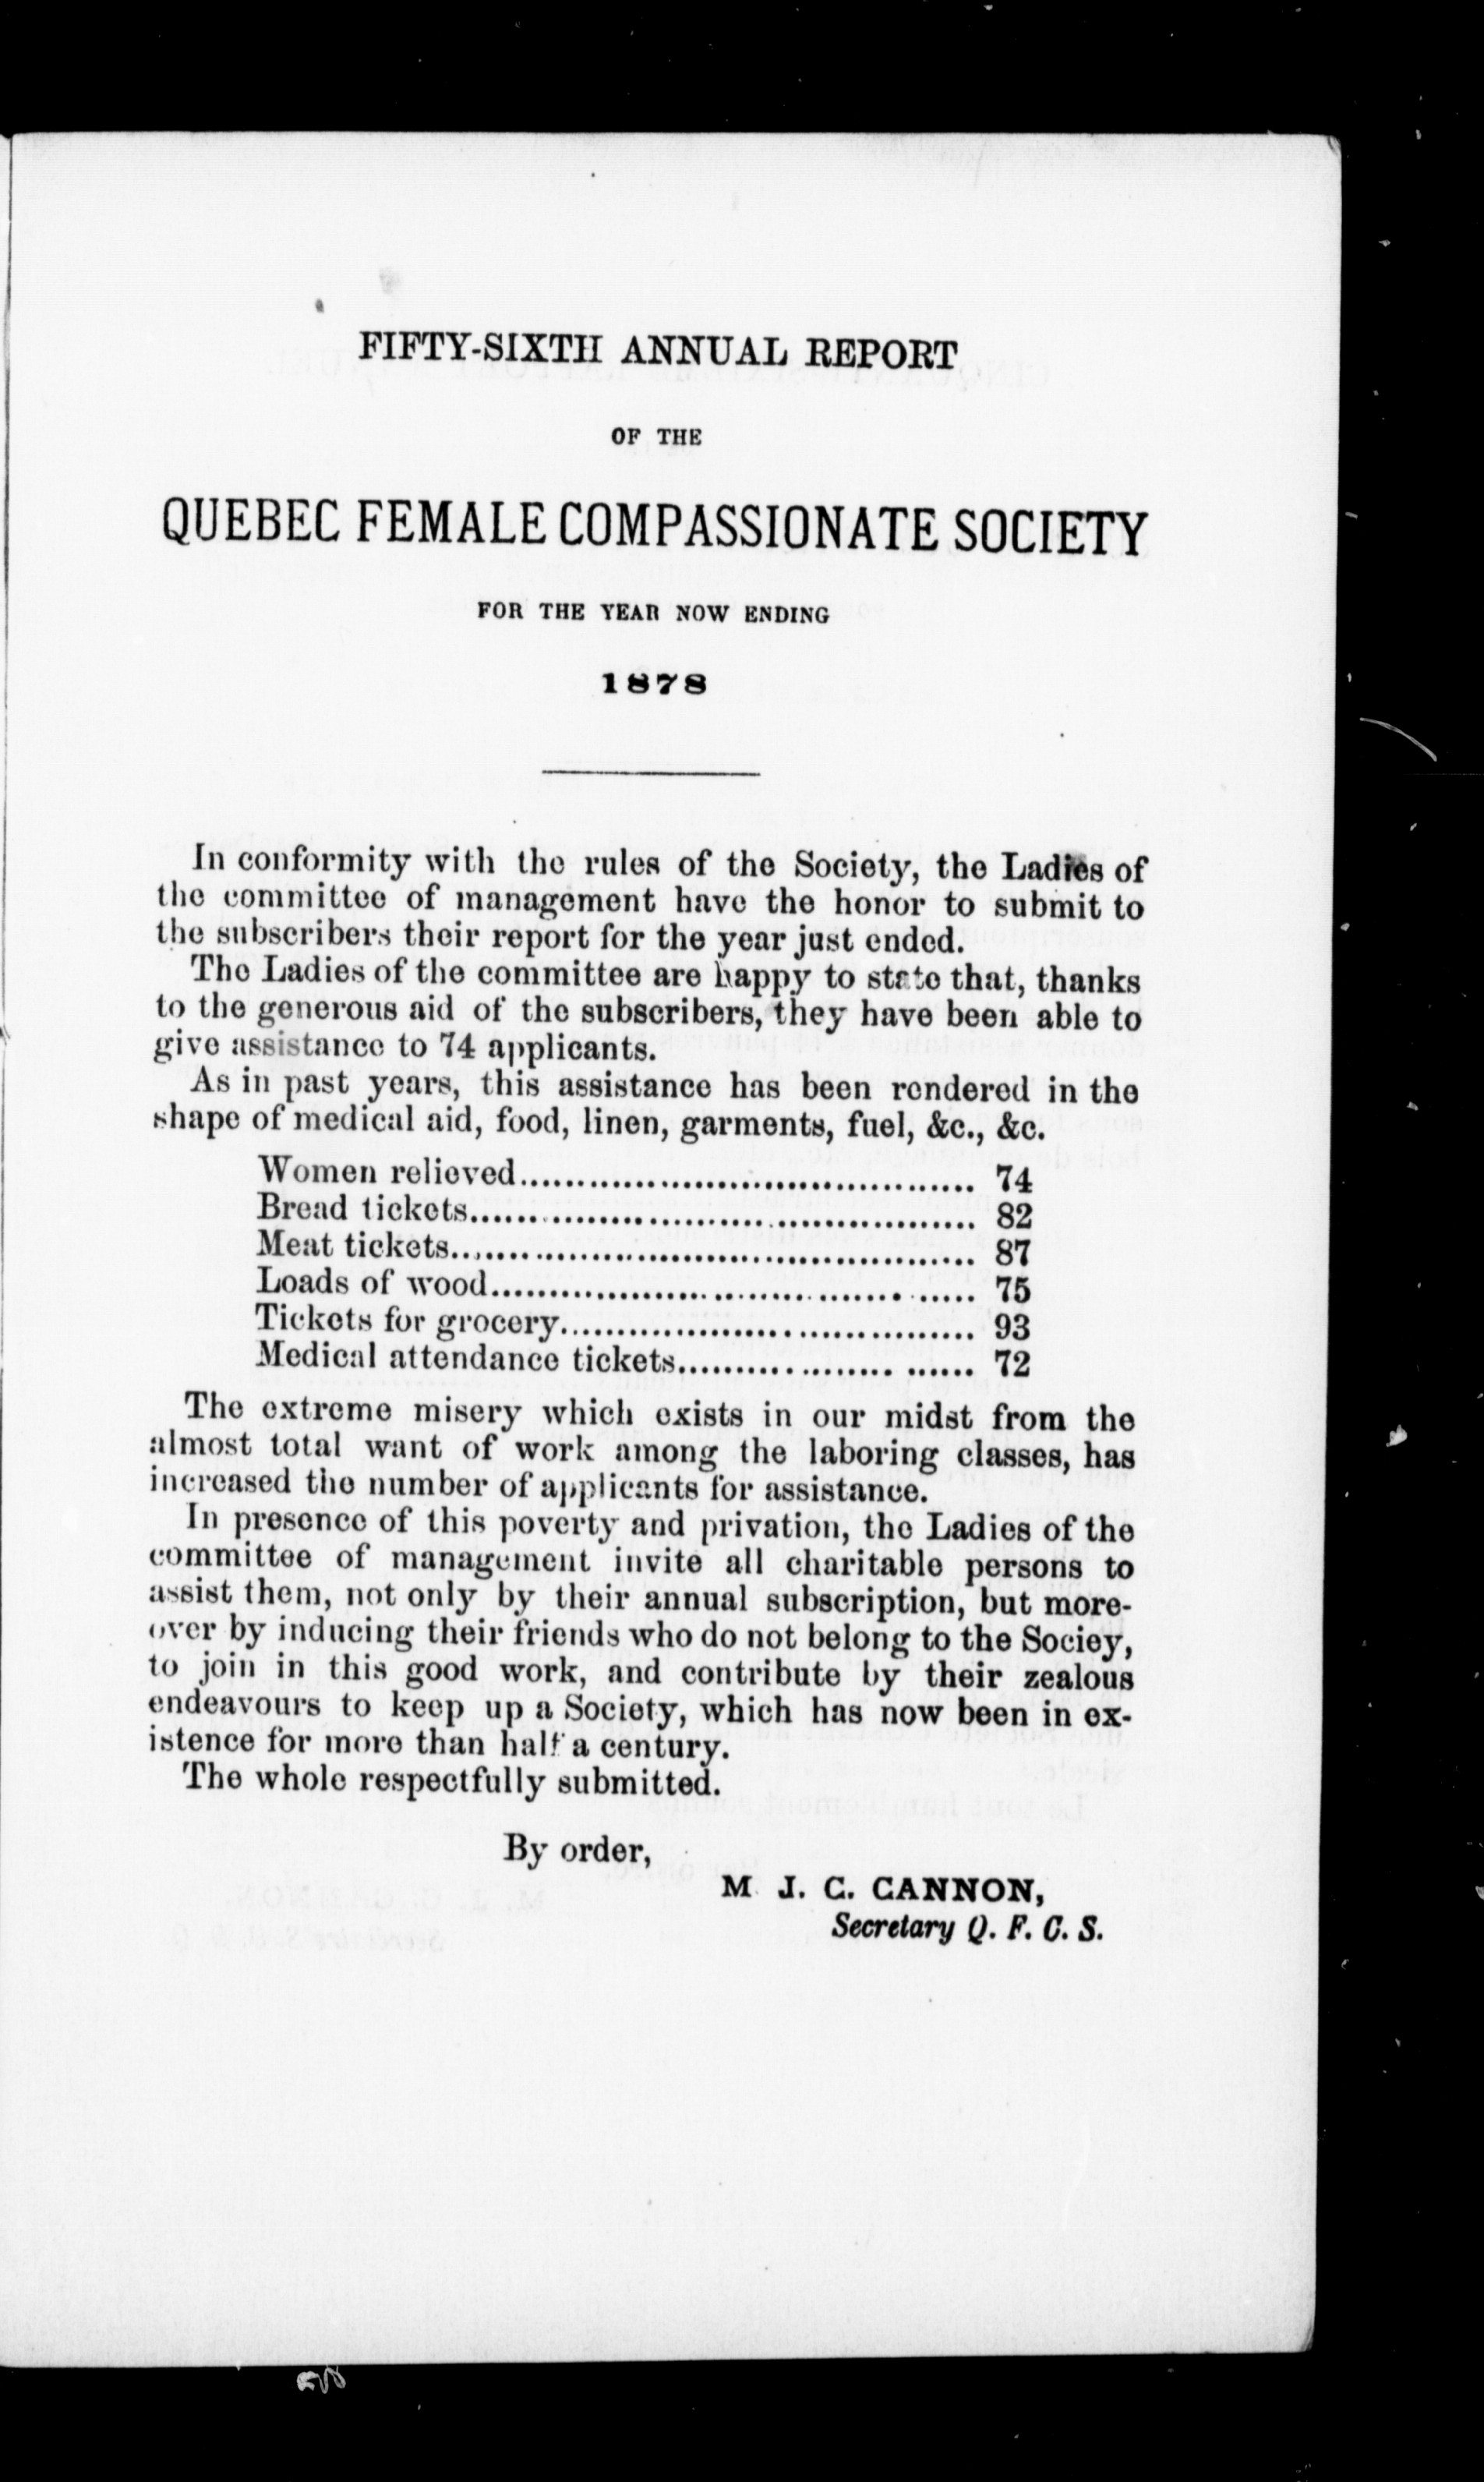 FIFTY-SIXTH ANNUAL REPORT
OF THE
QUEBEC FEMALE COMPASSIONATE SOCIETY
FOR THE YEAR NOW ENDING
1878
In conformity with the rules of the Society, the Ladies of
the committee of management have the honor to submit to
the subscribers their report for the year just ended.
The Ladies of the committee are happy to state that, thanks
to the generous aid of the subscribers, they have been able to
give assistance to 74 applicants.
As in past years, this assistance has been rendered in the
shape of medical aid, food, linen, garments, fuel, &c., &c.
Women relieved.................................................. 74
Bread tickets.................................................. 82
Meat tickets.................................................. 87
Loads of wood.................................................. 75
Tickets for grocery.............................................. 93
Medical attendance tickets.................................. 72
The extreme misery which exists in our midst from the
almost total want of work among the laboring classes, has
increased the number of applicants for assistance.
In presence of this poverty and privation, the Ladies of the
committee of management invite all charitable persons to
assist them, not only by their annual subscription, but more-
over by inducing their friends who do not belong to the Sociey,
to join in this good work, and contribute by their zealous
endeavours to keep up a Society, which has now been in ex-
istence for more than half a century.
The whole respectfully submitted.
By order,
M J. C. CANNON,
Secretary Q. F. C. S.